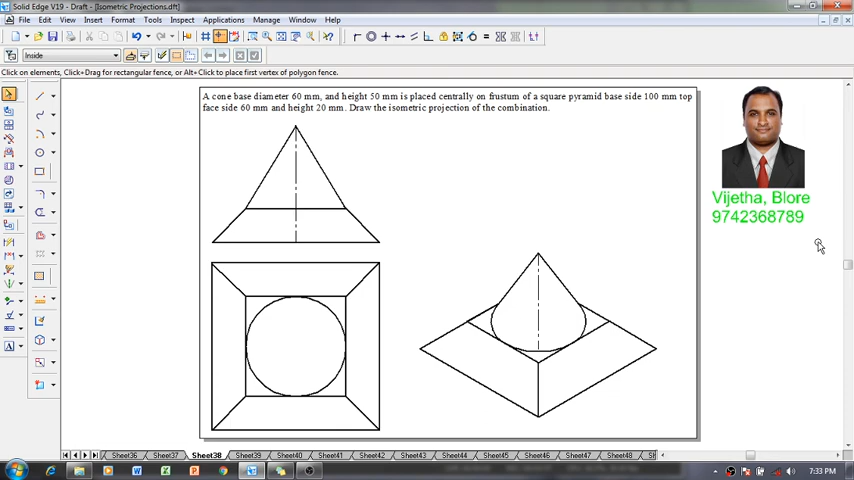 Solid Edge V19 - Draft - [Isometric Projections.dft]
File Edit View Insert Format Tools Inspect Applications Manage Window Help
Inside
Click on elements, Click+Drag for rectangular fence, or Alt+Click to place first vertex of polygon fence.
A cone base diameter 60 mm, and height 50 mm is placed centrally on frustum of a square pyramid base side 100 mm top
face side 60 mm and height 20 mm. Draw the isometric projection of the combination.
Vijetha, Blore
9742368789
Sheet36 Sheet37 Sheet38 Sheet39 Sheet40 Sheet41 Sheet42 Sheet43 Sheet44 Sheet45 Sheet46 Sheet47 Sheet48
7:33 PM